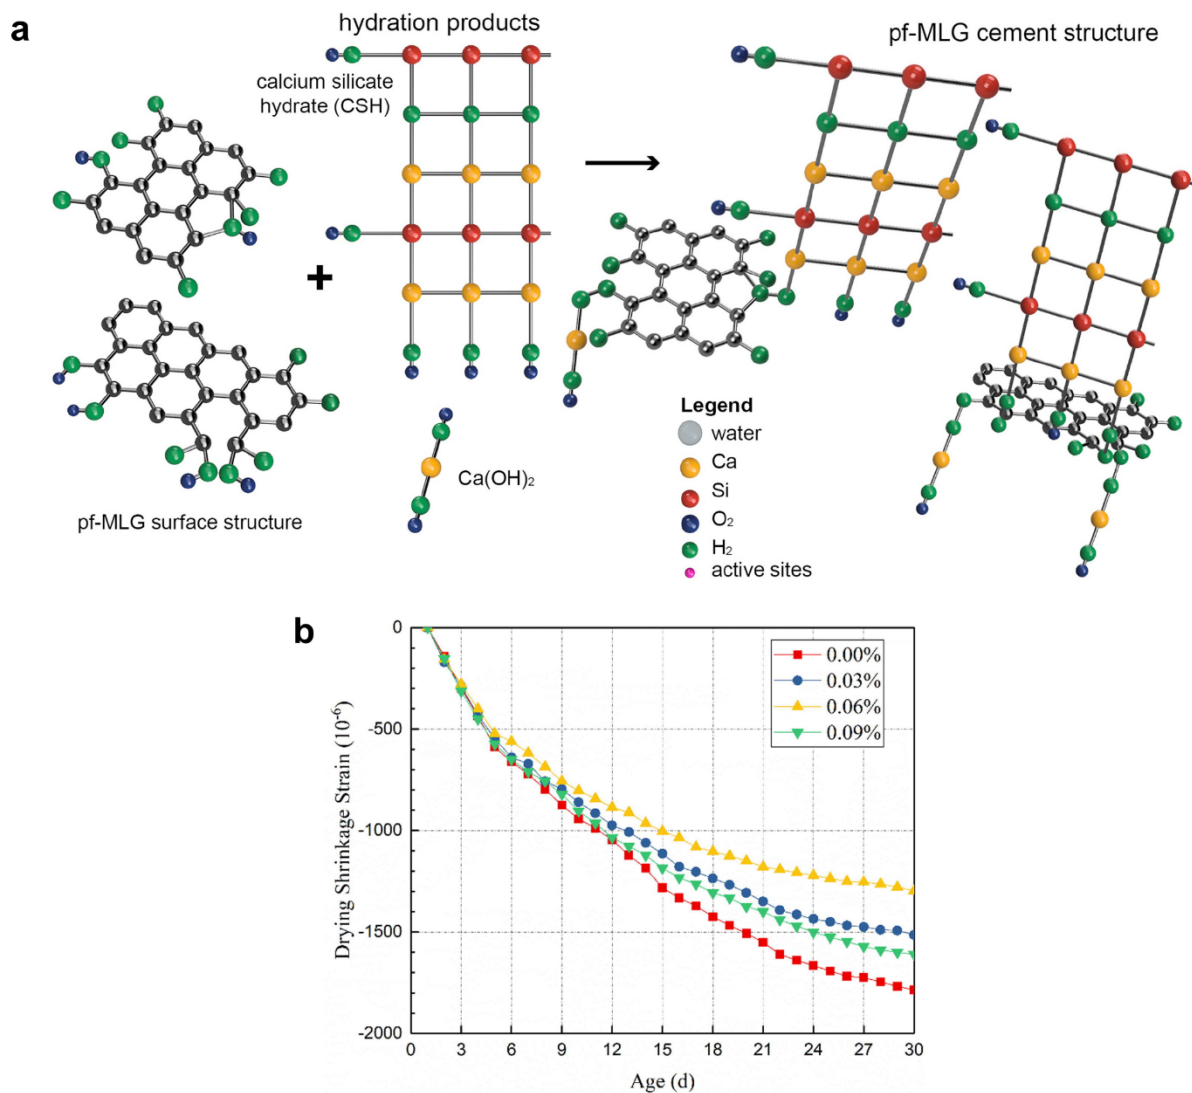 a
hydration products
pf-MLG cement structure
calcium silicate
hydrate (CSH)
+
Ca(OH)₂
pf-MLG surface structure
Legend
water
Ca
Si
O₂
H₂
active sites
b
0
-500
-1000
-1500
-2000
Drying Shrinkage Strain (10⁻⁶)
0.00%
0.03%
0.06%
0.09%
0 3 6 9 12 15 18 21 24 27 30
Age (d)